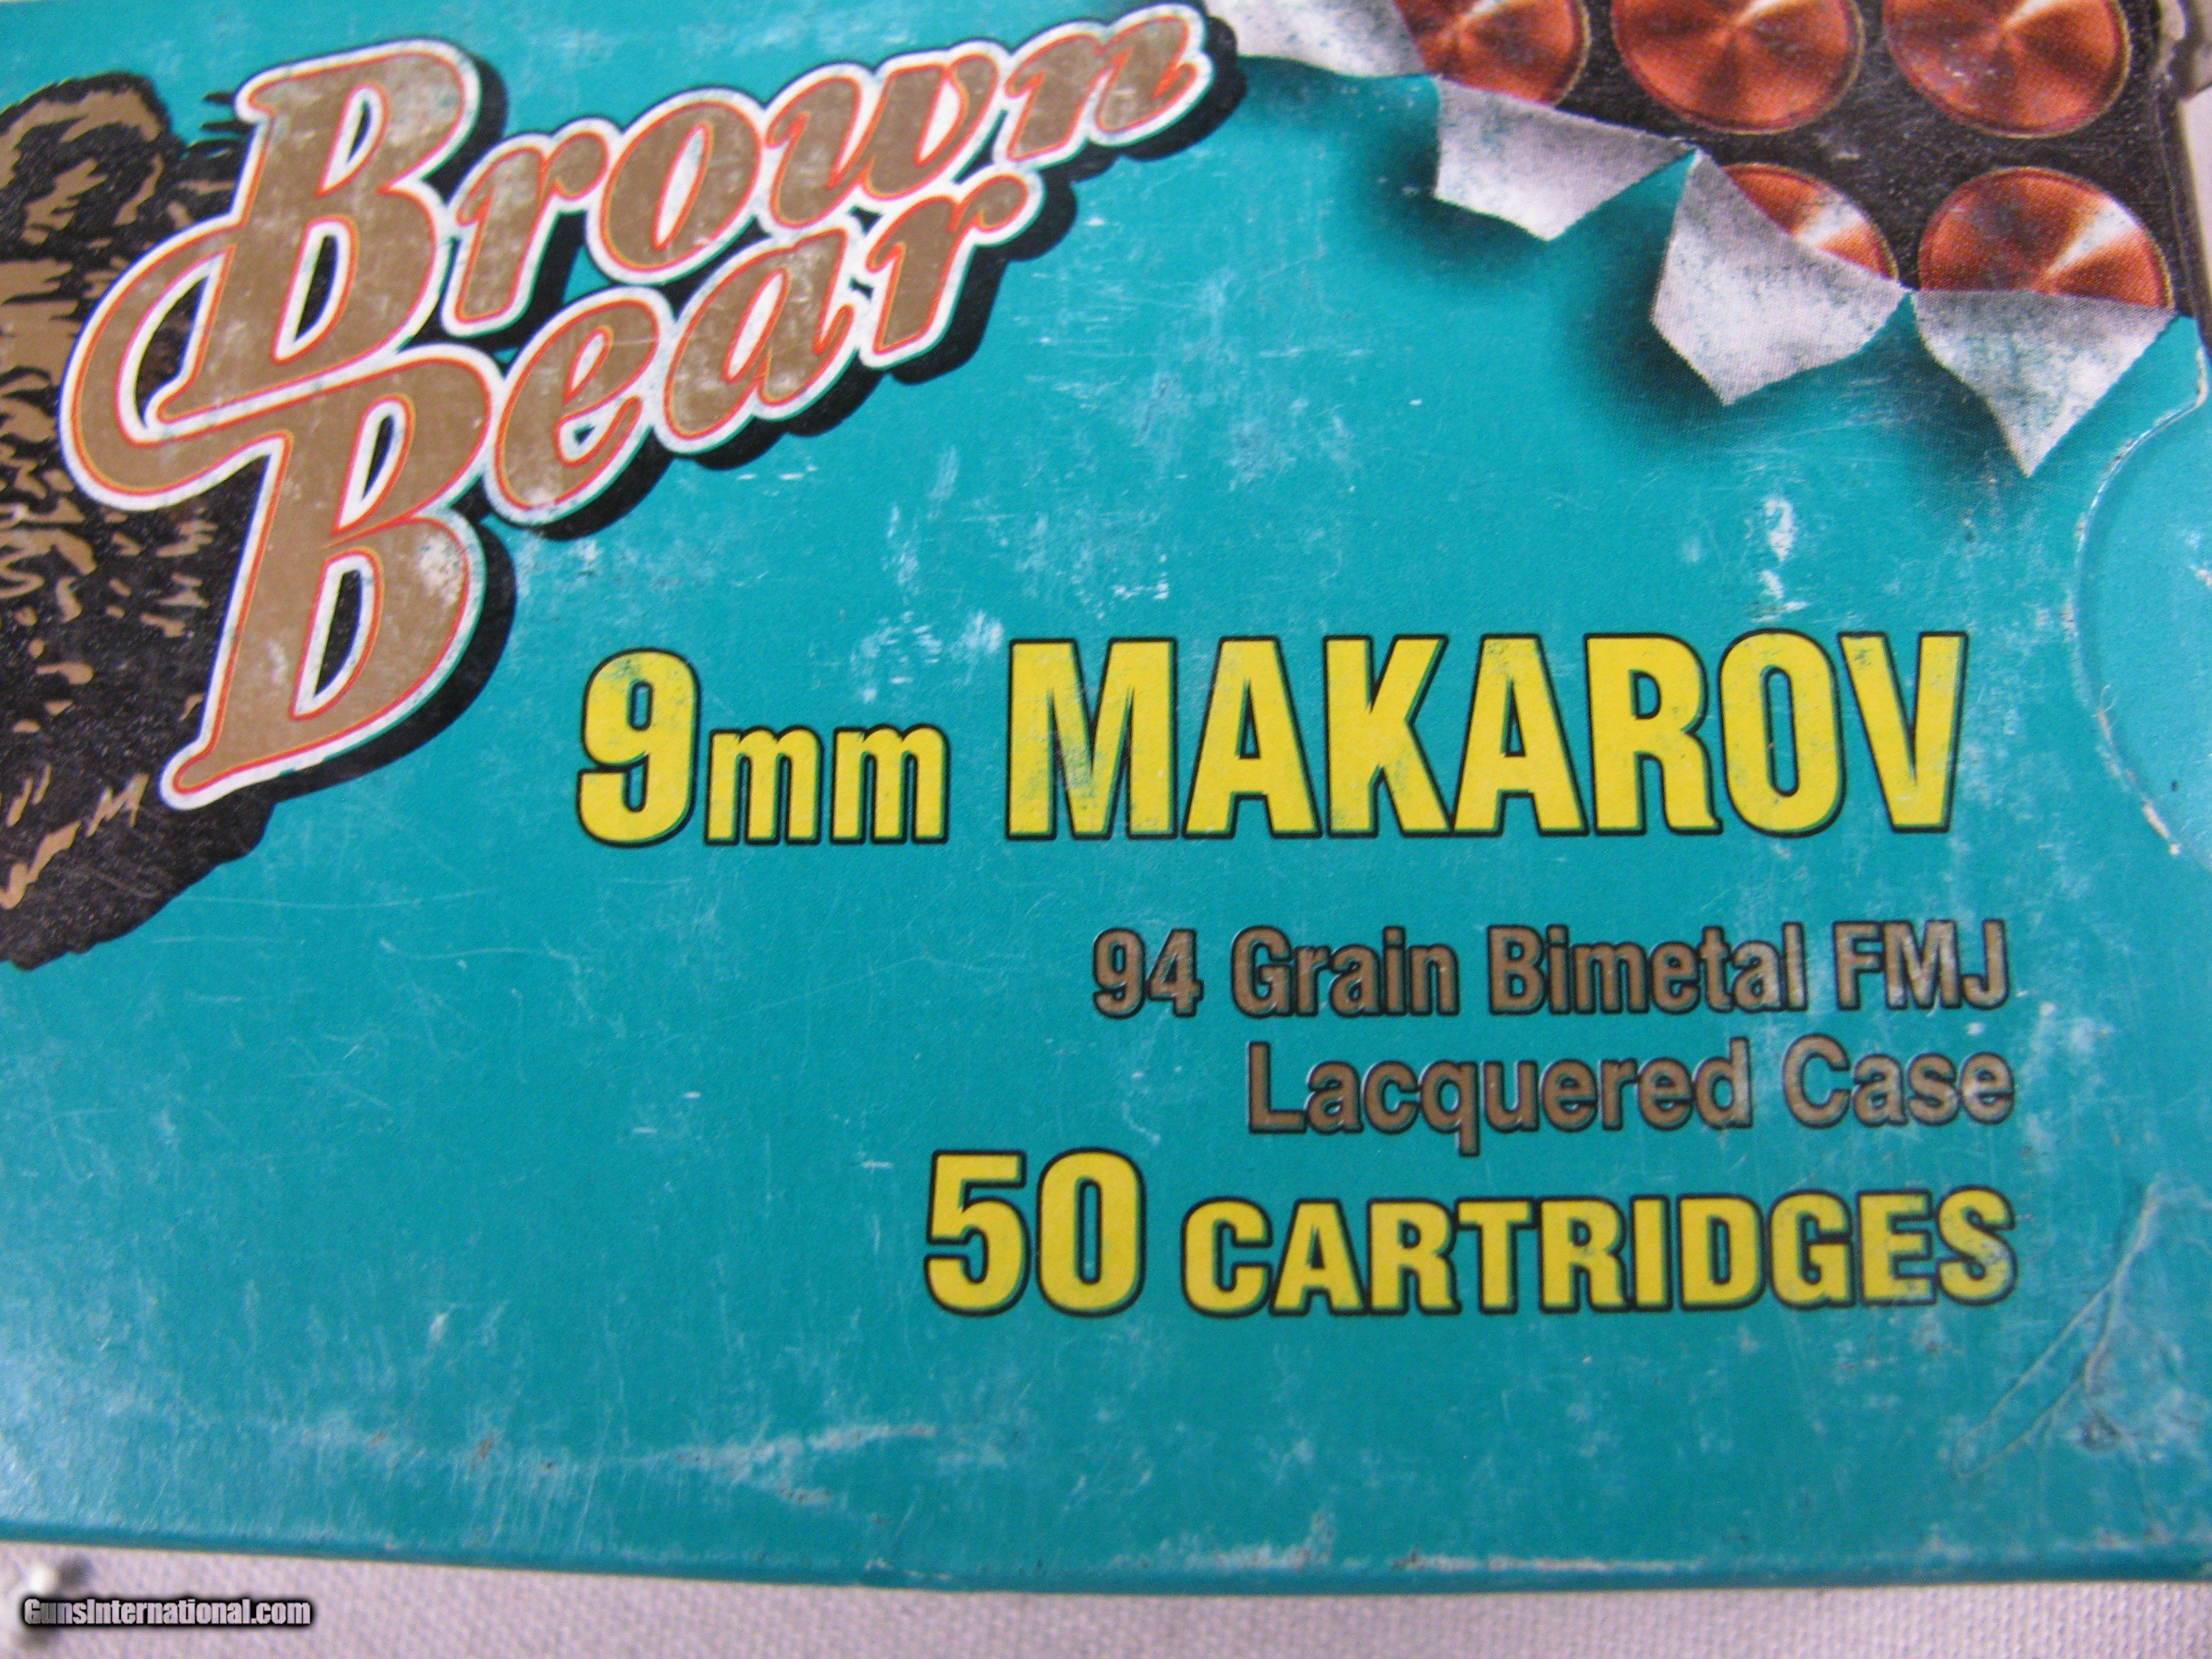 Brown
Bear
9mm MAKAROV
94 Grain Bimetal FMJ
Lacquered Case
50 CARTRIDGES
GunsInternational.com